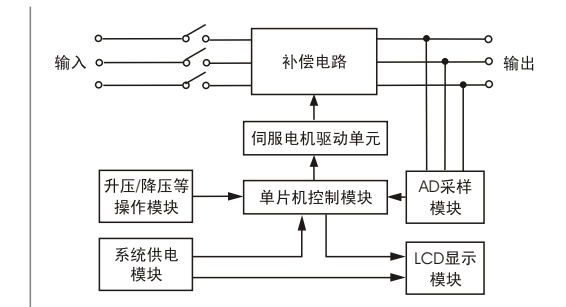 输入
补偿电路
输出
伺服电机驱动单元
升压/降压等
操作模块
单片机控制模块
AD采样
模块
系统供电
模块
LCD显示
模块